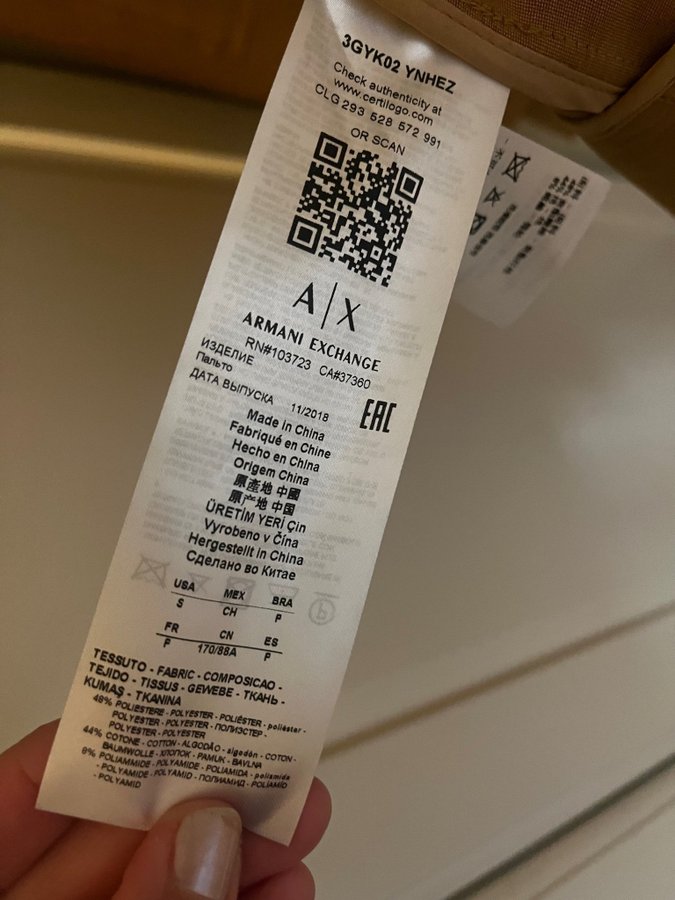 3GYK02 YNHEZ
Check authenticity at
www.certilogo.com
CLG 293 528 572 991
OR SCAN
A|X
ARMANI EXCHANGE
RN#103723 CA#37360
ИЗДЕЛИЕ
Пальто
ДАТА ВЫПУСКА 11/2018
EAC
Made in China
Fabriqué en Chine
Hecho en China
Origem China
原產地 中國
原产地 中国
ÜRETİM YERİ Çin
Vyrobeno v Čína
Hergestellt in China
Сделано во Китае
USA MEX BRA
S CH P
FR CN ES
P 170/88A P
TESSUTO - FABRIC - COMPOSICAO -
TEJIDO - TISSUS - GEWEBE - ТКАНЬ -
KUMAŞ - TKANINA
48% POLIESTERE - POLYESTER - POLIÉSTER - poliéster -
POLYESTER - POLYESTER - ПОЛИЭСТЕР -
POLYESTER - POLYESTER
44% COTONE - COTTON - ALGODÃO - algodón - COTON -
BAUMWOLLE - ХЛОПОК - PAMUK - BAVLNA
8% POLIAMMIDE - POLYAMIDE - POLIAMIDA - poliamida
- POLYAMIDE - POLYAMID - ПОЛИАМИД - POLİAMİD
- POLYAMID